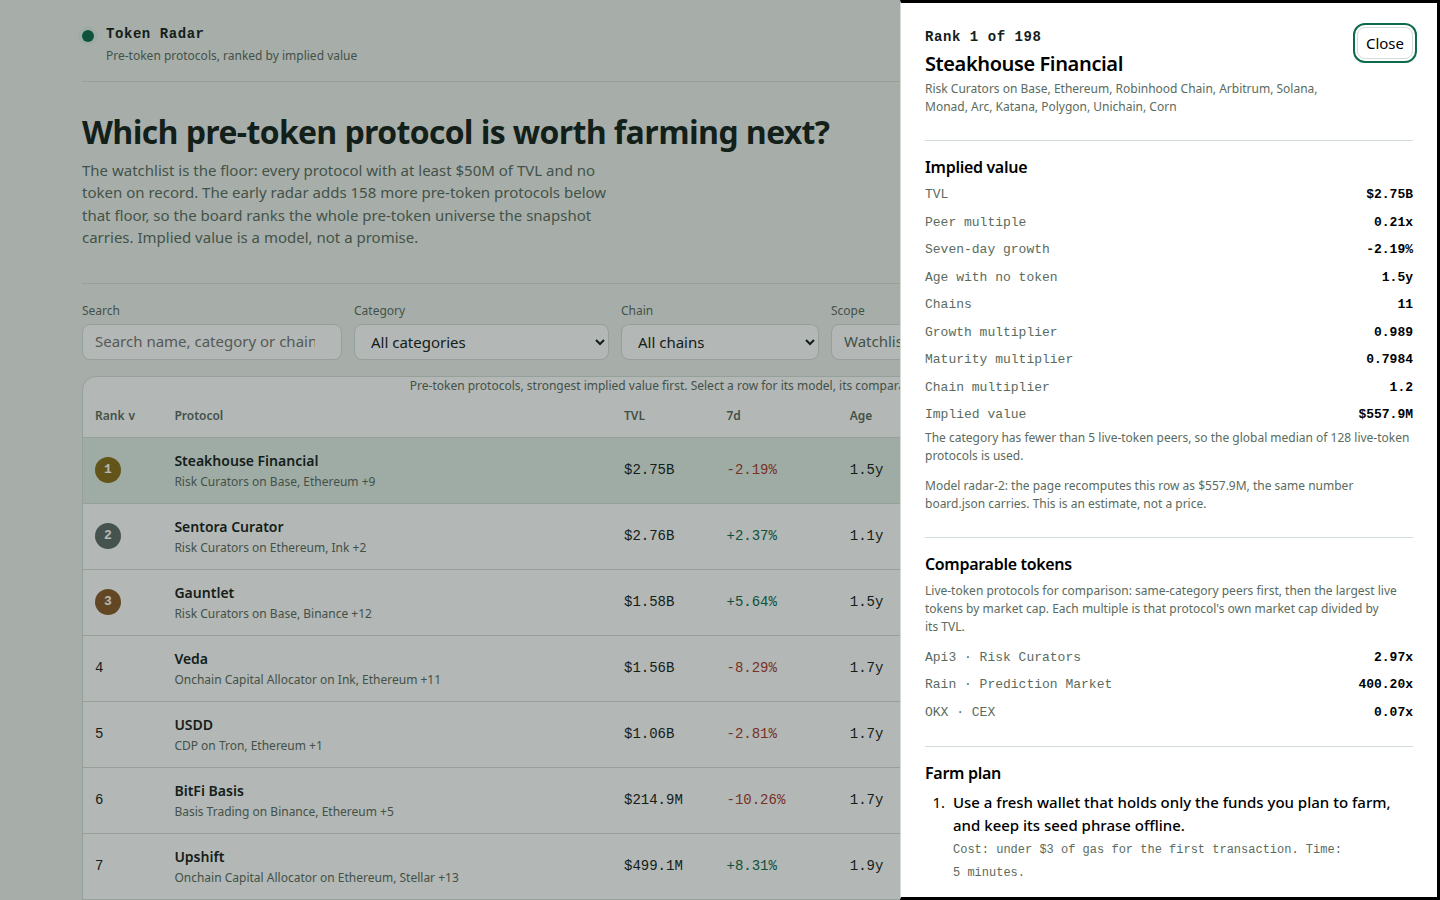 Token Radar
Pre-token protocols, ranked by implied value
Which pre-token protocol is worth farming next?
The watchlist is the floor: every protocol with at least $50M of TVL and no
token on record. The early radar adds 158 more pre-token protocols below
that floor, so the board ranks the whole pre-token universe the snapshot
carries. Implied value is a model, not a promise.
Search
Category
Chain
Scope
Search name, category or chain
All categories
All chains
Watchlis
Pre-token protocols, strongest implied value first. Select a row for its model, its compar
Rank v
Protocol
TVL
7d
Age
1
Steakhouse Financial
Risk Curators on Base, Ethereum +9
$2.75B
-2.19%
1.5y
2
Sentora Curator
Risk Curators on Ethereum, Ink +2
$2.76B
+2.37%
1.1y
3
Gauntlet
Risk Curators on Base, Binance +12
$1.58B
+5.64%
1.5y
4
Veda
Onchain Capital Allocator on Ink, Ethereum +11
$1.56B
-8.29%
1.7y
5
USDD
CDP on Tron, Ethereum +1
$1.06B
-2.81%
1.7y
6
BitFi Basis
Basis Trading on Binance, Ethereum +5
$214.9M
-10.26%
1.7y
7
Upshift
Onchain Capital Allocator on Ethereum, Stellar +13
$499.1M
+8.31%
1.9y
Rank 1 of 198
Close
Steakhouse Financial
Risk Curators on Base, Ethereum, Robinhood Chain, Arbitrum, Solana,
Monad, Arc, Katana, Polygon, Unichain, Corn
Implied value
TVL $2.75B
Peer multiple 0.21x
Seven-day growth -2.19%
Age with no token 1.5y
Chains 11
Growth multiplier 0.989
Maturity multiplier 0.7984
Chain multiplier 1.2
Implied value $557.9M
The category has fewer than 5 live-token peers, so the global median of 128 live-token
protocols is used.
Model radar-2: the page recomputes this row as $557.9M, the same number
board.json carries. This is an estimate, not a price.
Comparable tokens
Live-token protocols for comparison: same-category peers first, then the largest live
tokens by market cap. Each multiple is that protocol's own market cap divided by
its TVL.
Api3 · Risk Curators 2.97x
Rain · Prediction Market 400.20x
OKX · CEX 0.07x
Farm plan
1. Use a fresh wallet that holds only the funds you plan to farm,
and keep its seed phrase offline.
Cost: under $3 of gas for the first transaction. Time:
5 minutes.